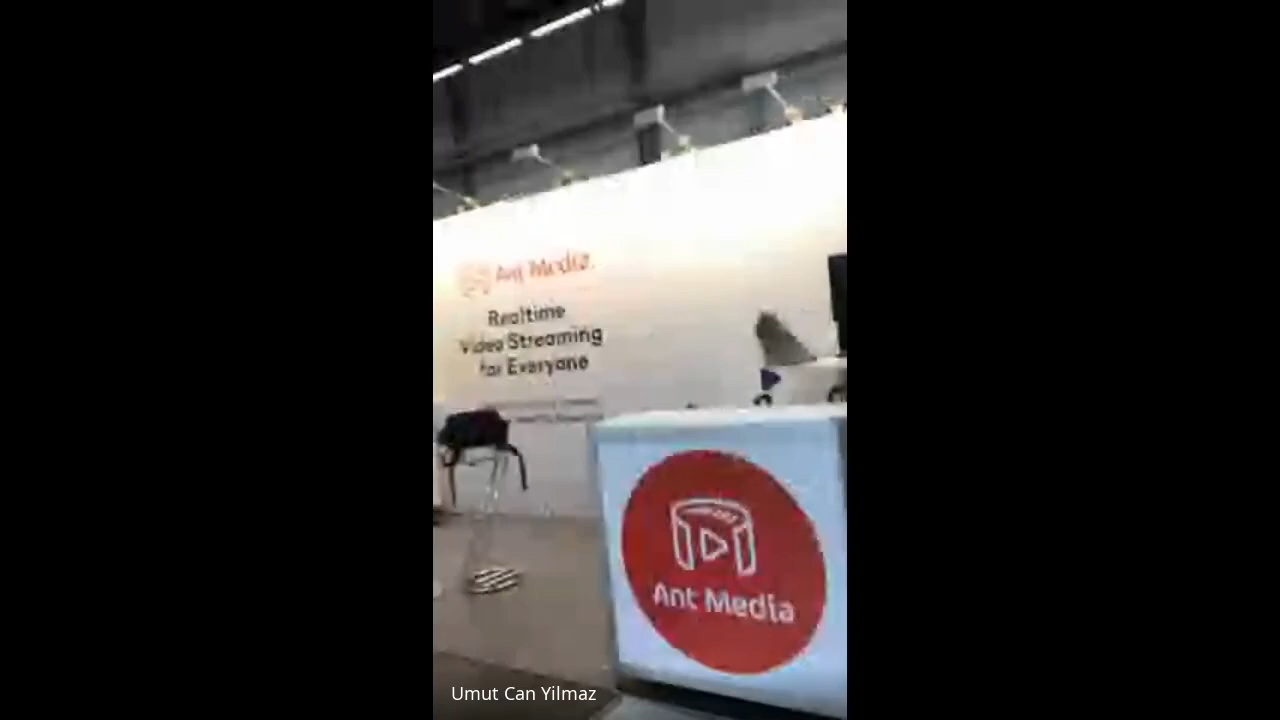 Ant Media
Realtime
Video Streaming
for Everyone
Ant Media
Umut Can Yilmaz